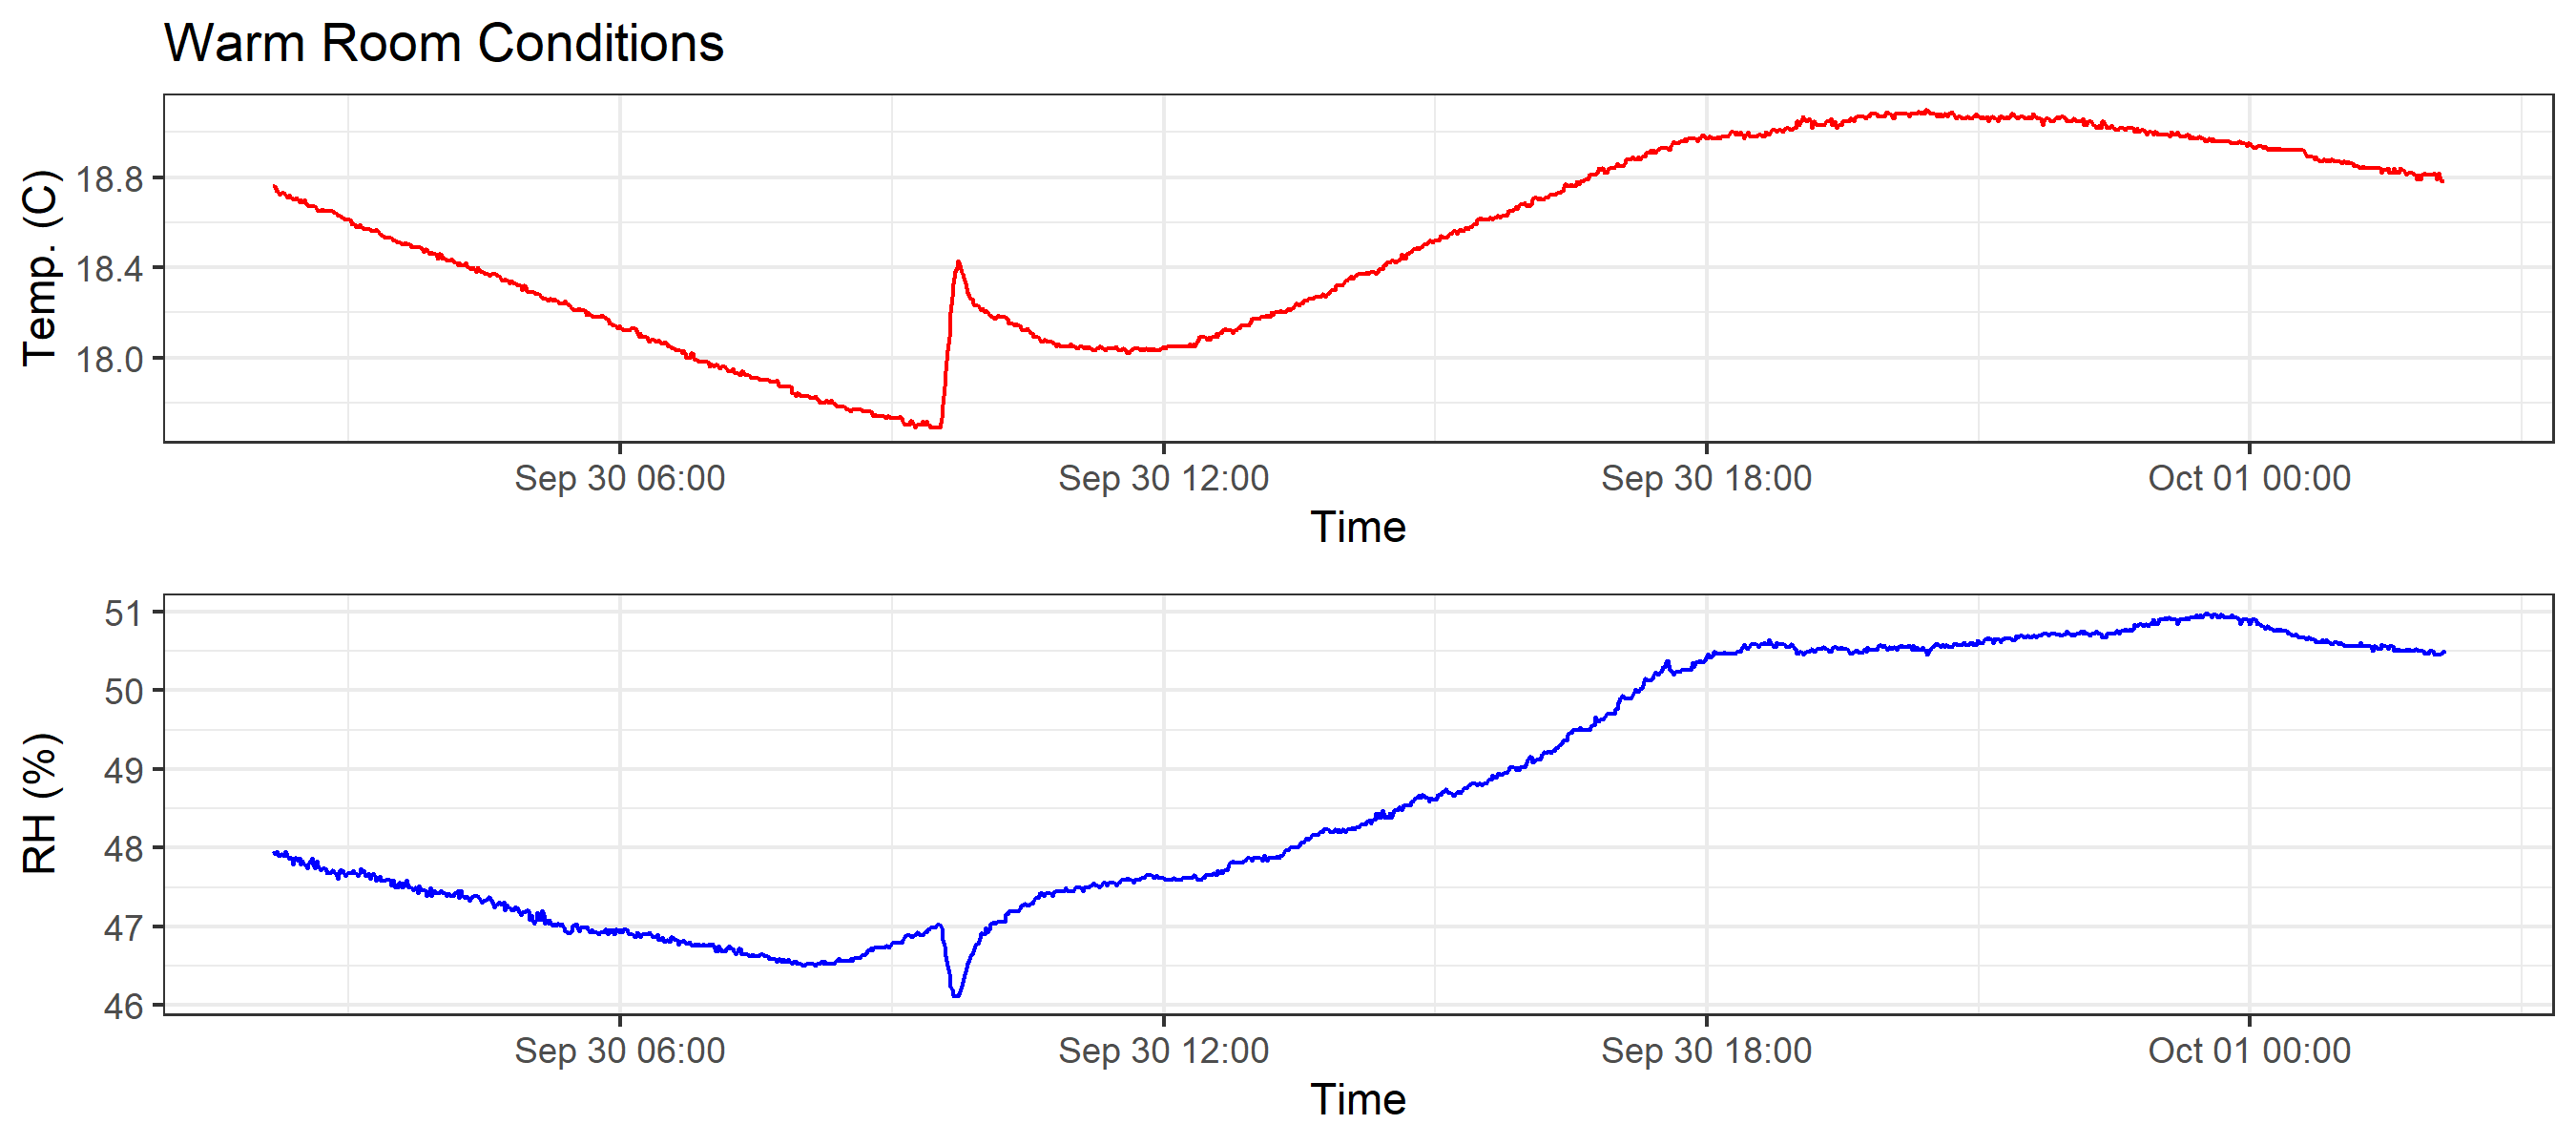 Warm Room Conditions
Temp. (C)
18.8
18.4
18.0
Sep 30 06:00 Sep 30 12:00 Sep 30 18:00 Oct 01 00:00
Time
RH (%)
51
50
49
48
47
46
Sep 30 06:00 Sep 30 12:00 Sep 30 18:00 Oct 01 00:00
Time